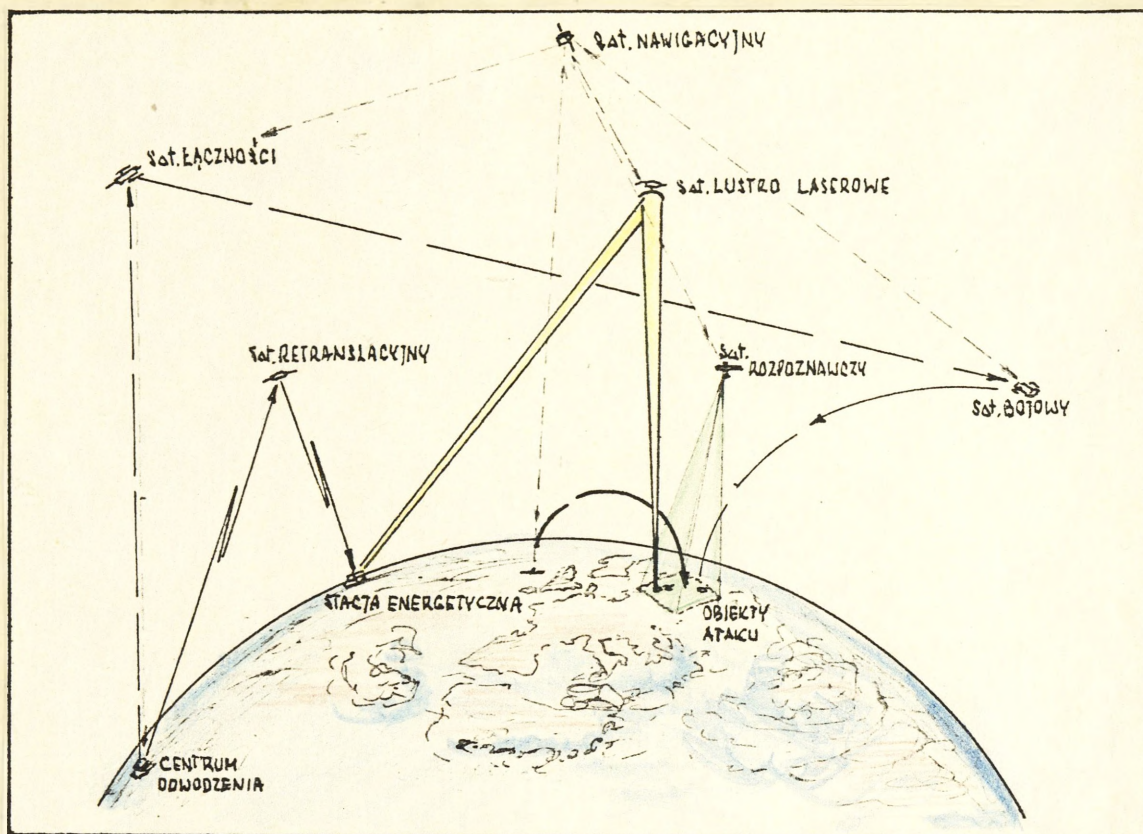 Sat. NAWIGACYJNY
Sat. ŁĄCZNOŚCI
Sat. LUSTRO LASEROWE
Sat. RETRANSLACYJNY
Sat.
ROZPOZNAWCZY
Sat. BOJOWY
STACJA ENERGETYCZNA
OBIEKTY
ATAKU
CENTRUM
DOWODZENIA